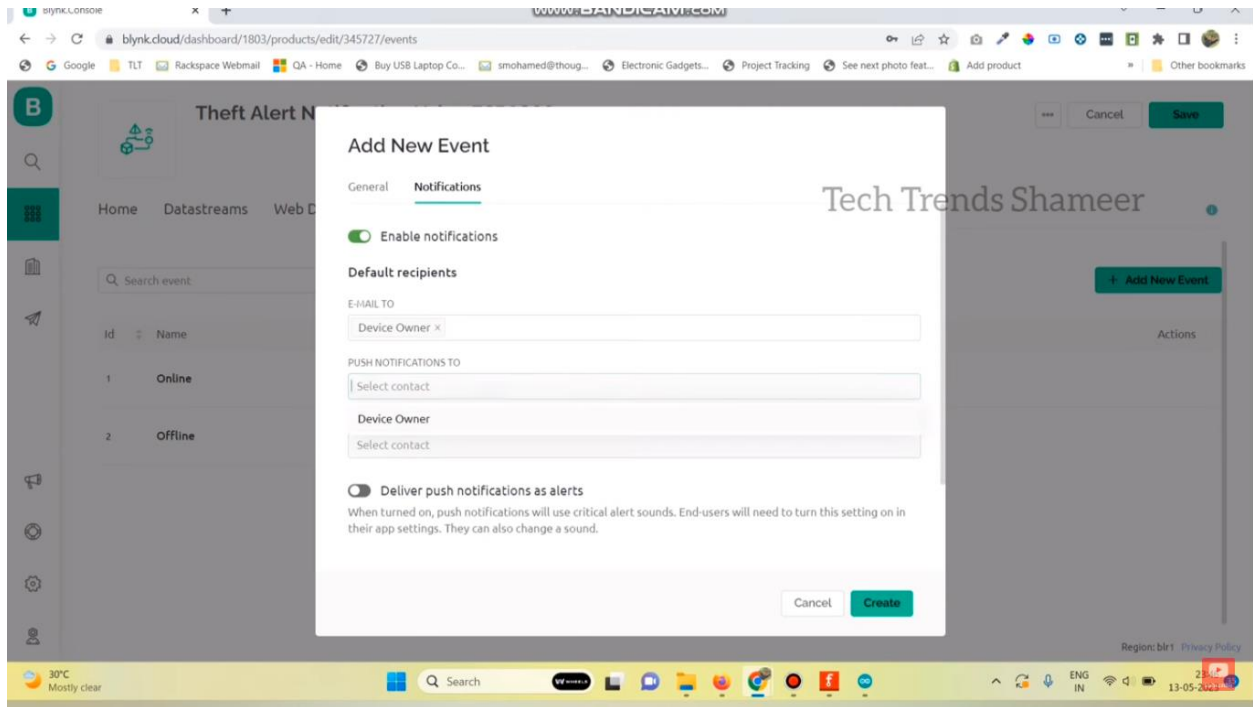 Blynk.Console
www.BANDICAM.com
blynk.cloud/dashboard/1803/products/edit/345727/events
Google TLT Rackspace Webmail QA - Home Buy USB Laptop Co... smohamed@thoug... Electronic Gadgets... Project Tracking See next photo feat... Add product » Other bookmarks
B
Theft Alert N
Cancel
Save
Home Datastreams Web D
Search event
+ Add New Event
Id Name
Actions
1 Online
2 Offline
Add New Event
General Notifications
Tech Trends Shameer
Enable notifications
Default recipients
E-MAIL TO
Device Owner ×
PUSH NOTIFICATIONS TO
Select contact
Device Owner
Select contact
Deliver push notifications as alerts
When turned on, push notifications will use critical alert sounds. End-users will need to turn this setting on in
their app settings. They can also change a sound.
Cancel Create
Region: blr1 Privacy Policy
30°C
Mostly clear
Search
ENG
IN